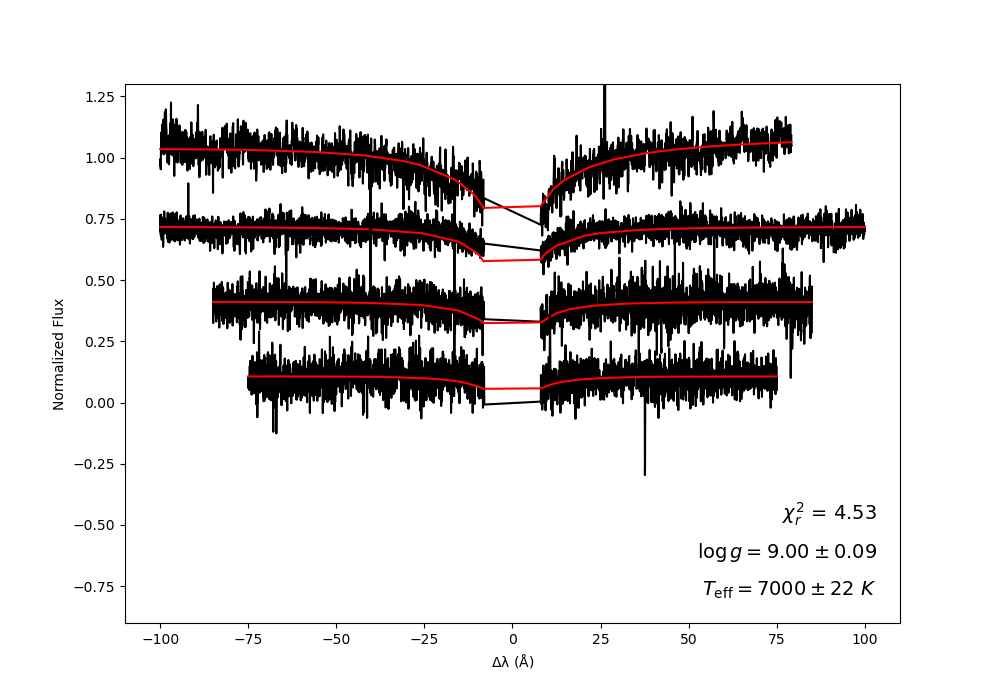 1.25
1.00
0.75
0.50
0.25
0.00
−0.25
−0.50
−0.75
Normalized Flux
χ²ᵣ = 4.53
log g = 9.00 ± 0.09
T_eff = 7000 ± 22 K
−100 −75 −50 −25 0 25 50 75 100
Δλ (Å)